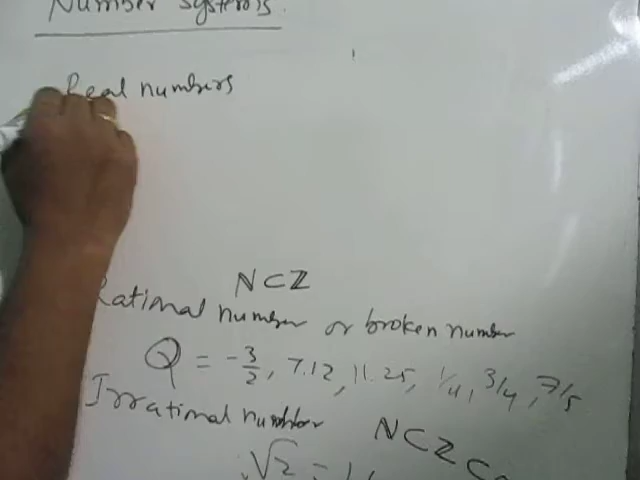 Number Systems.
Real numbers
N⊂Z
Rational number or broken number
Q = -3/2, 7.12, 11.25, 1/4, 3/4, 7/5
Irrational number
N⊂Z⊂
√2 = 1